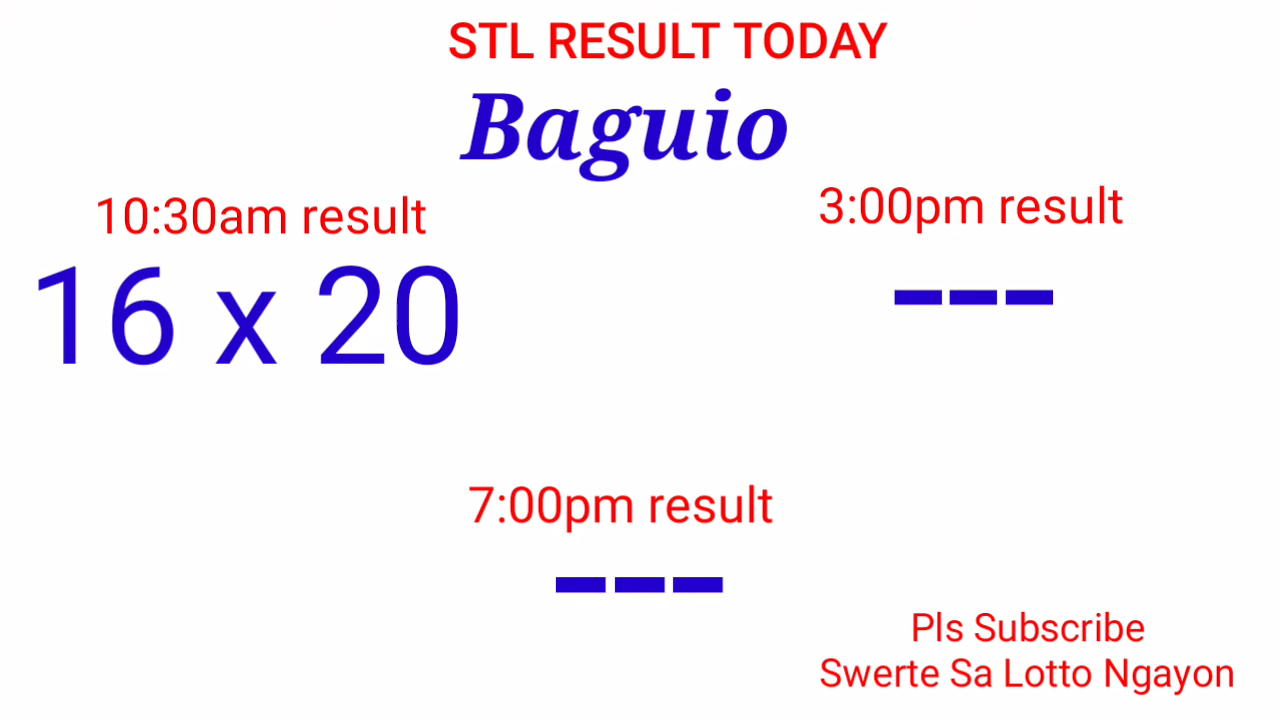 STL RESULT TODAY
Baguio
10:30am result
16 x 20
3:00pm result
---
7:00pm result
---
Pls Subscribe
Swerte Sa Lotto Ngayon